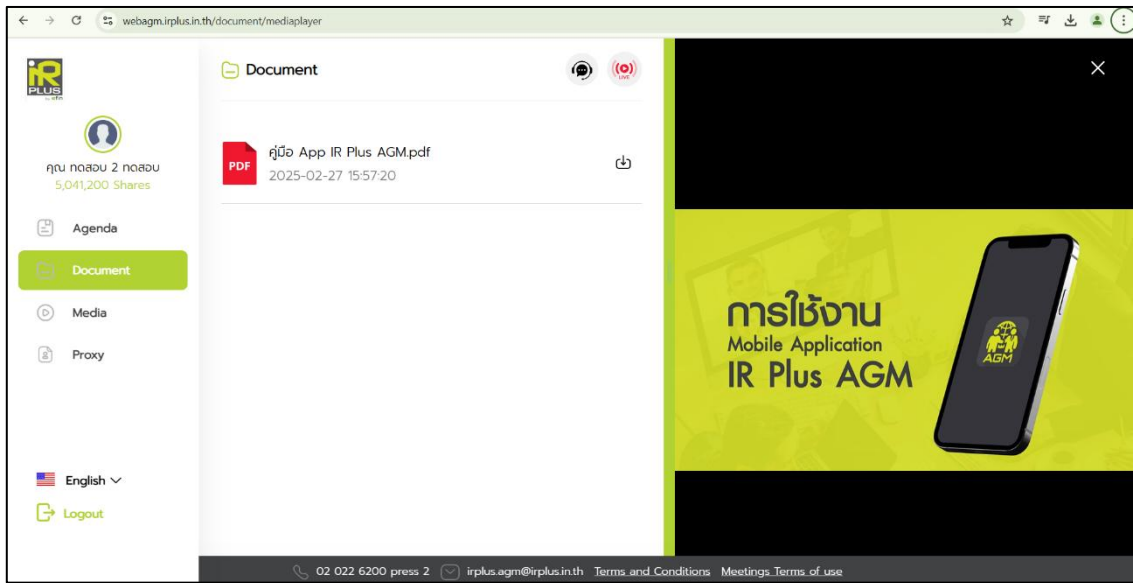 webagm.irplus.in.th/document/mediaplayer
iR
PLUS
by efin
คุณ ทดสอบ 2 ทดสอบ
5,041,200 Shares
Agenda
Document
Media
Proxy
English
Logout
Document
LIVE
PDF
คู่มือ App IR Plus AGM.pdf
2025-02-27 15:57:20
การใช้งาน
Mobile Application
IR Plus AGM
AGM
02 022 6200 press 2 irplus.agm@irplus.in.th Terms and Conditions Meetings Terms of use